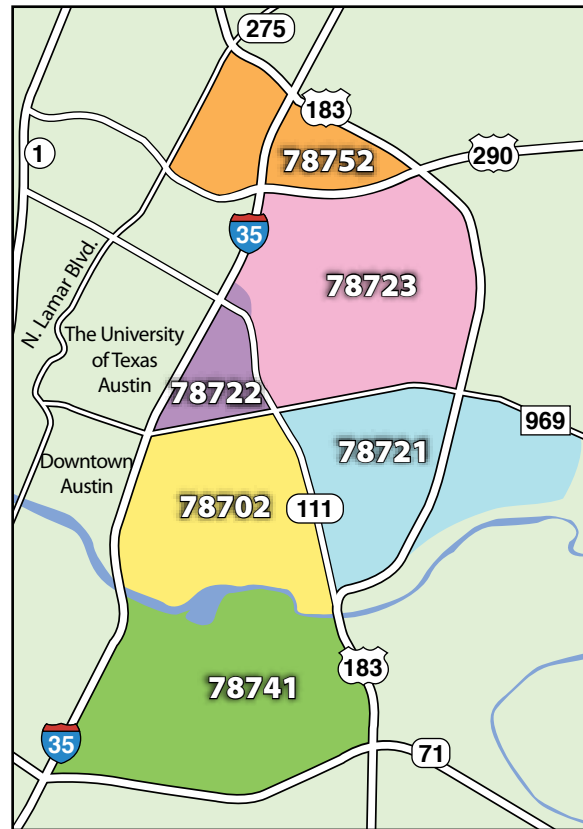 275
183
1
78752
290
35
N. Lamar Blvd.
78723
The University
of Texas
Austin
78722
969
78721
Downtown
Austin
78702
111
183
78741
35
71